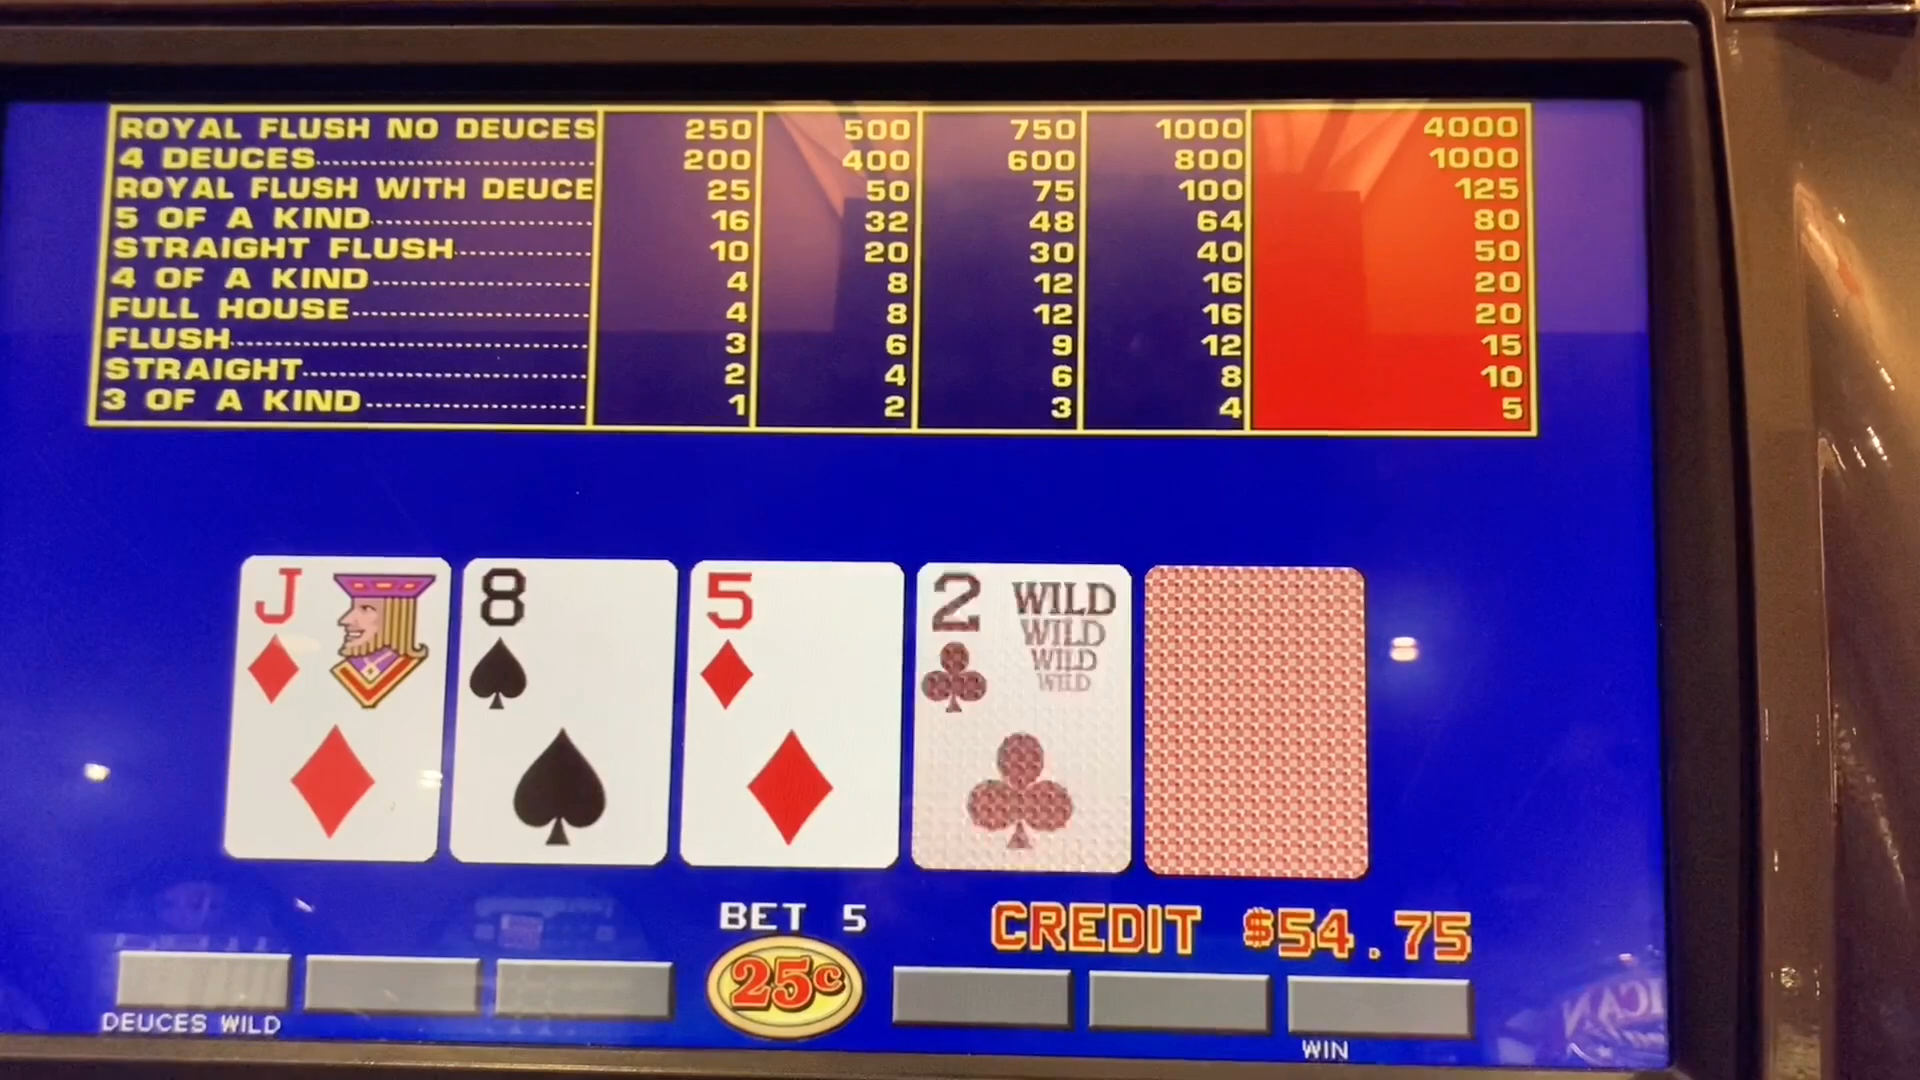 ROYAL FLUSH NO DEUCES 250 500 750 1000 4000
4 DEUCES 200 400 600 800 1000
ROYAL FLUSH WITH DEUCE 25 50 75 100 125
5 OF A KIND 16 32 48 64 80
STRAIGHT FLUSH 10 20 30 40 50
4 OF A KIND 4 8 12 16 20
FULL HOUSE 4 8 12 16 20
FLUSH 3 6 9 12 15
STRAIGHT 2 4 6 8 10
3 OF A KIND 1 2 3 4 5
J 8 5 2 WILD
WILD
WILD
WILD
BET 5 CREDIT $54.75
25¢
DEUCES WILD
WIN